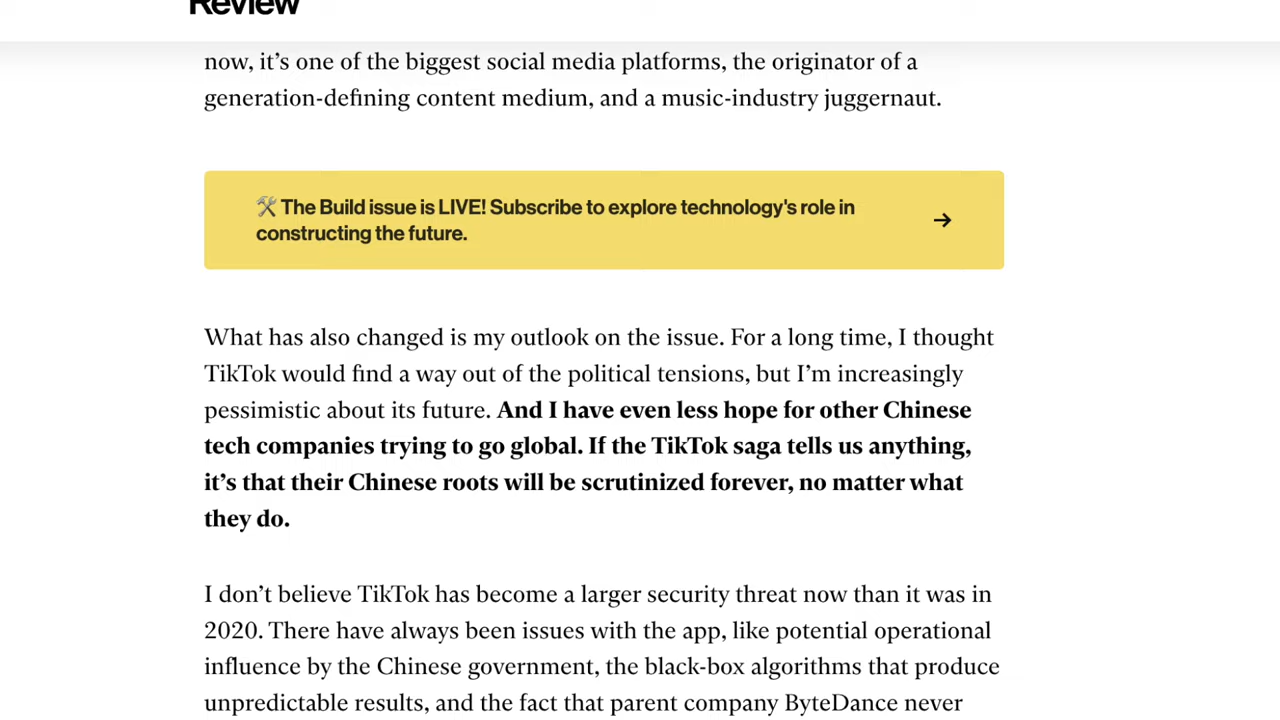 Review
now, it’s one of the biggest social media platforms, the originator of a
generation-defining content medium, and a music-industry juggernaut.
🛠️ The Build issue is LIVE! Subscribe to explore technology's role in
constructing the future.
→
What has also changed is my outlook on the issue. For a long time, I thought
TikTok would find a way out of the political tensions, but I’m increasingly
pessimistic about its future. And I have even less hope for other Chinese
tech companies trying to go global. If the TikTok saga tells us anything,
it’s that their Chinese roots will be scrutinized forever, no matter what
they do.
I don’t believe TikTok has become a larger security threat now than it was in
2020. There have always been issues with the app, like potential operational
influence by the Chinese government, the black-box algorithms that produce
unpredictable results, and the fact that parent company ByteDance never